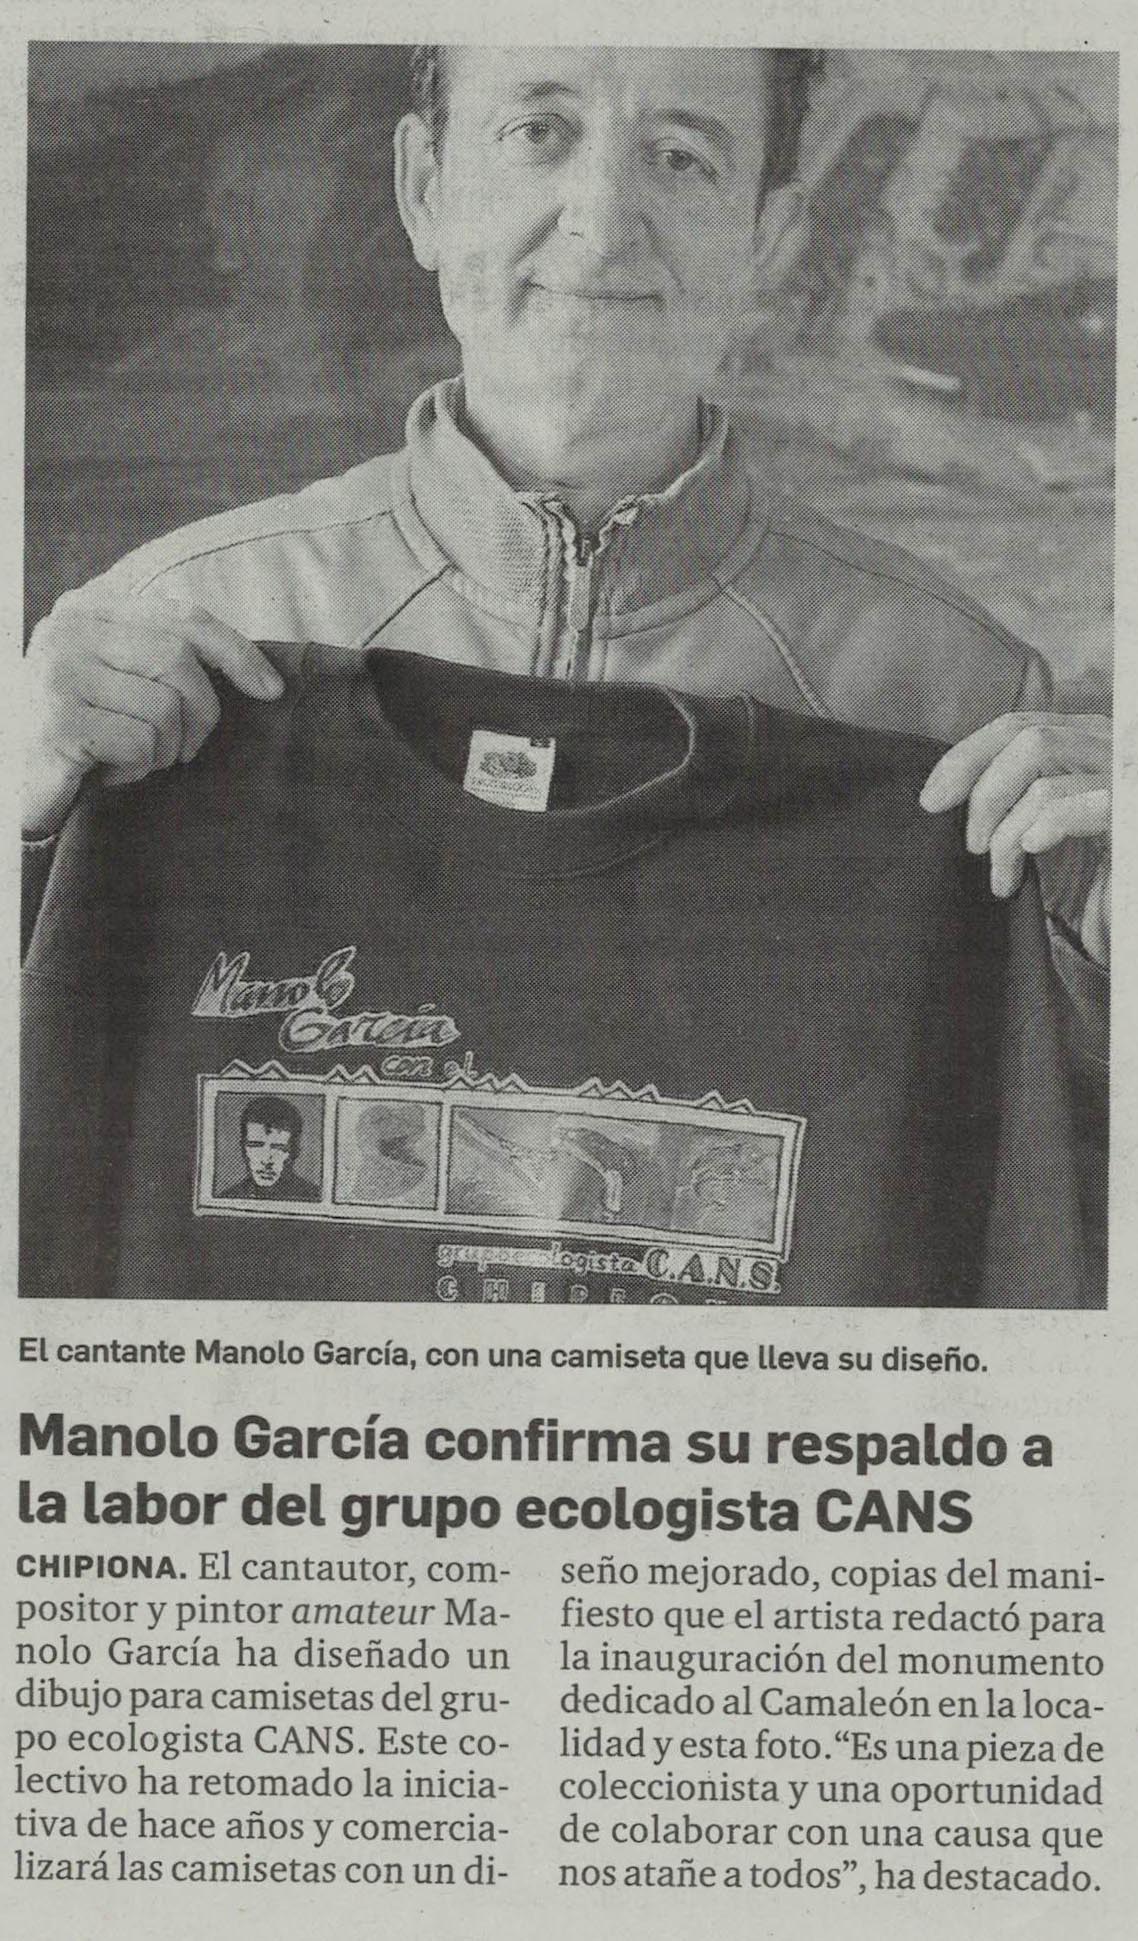 Manolo
García
con el
grupo ecologista C.A.N.S.
El cantante Manolo García, con una camiseta que lleva su diseño.
Manolo García confirma su respaldo a
la labor del grupo ecologista CANS
CHIPIONA. El cantautor, com-
positor y pintor amateur Ma-
nolo García ha diseñado un
dibujo para camisetas del gru-
po ecologista CANS. Este co-
lectivo ha retomado la inicia-
tiva de hace años y comercia-
lizará las camisetas con un di-
seño mejorado, copias del mani-
fiesto que el artista redactó para
la inauguración del monumento
dedicado al Camaleón en la loca-
lidad y esta foto. “Es una pieza de
coleccionista y una oportunidad
de colaborar con una causa que
nos atañe a todos”, ha destacado.